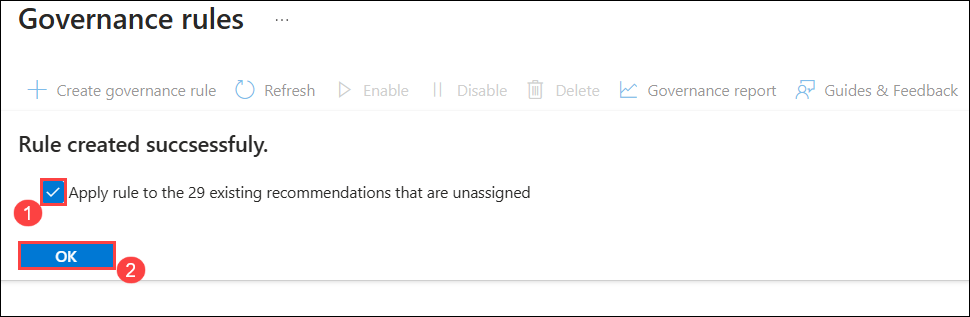 Governance rules ...
Create governance rule Refresh Enable Disable Delete Governance report Guides & Feedback
Rule created succsessfuly.
Apply rule to the 29 existing recommendations that are unassigned
1
OK
2